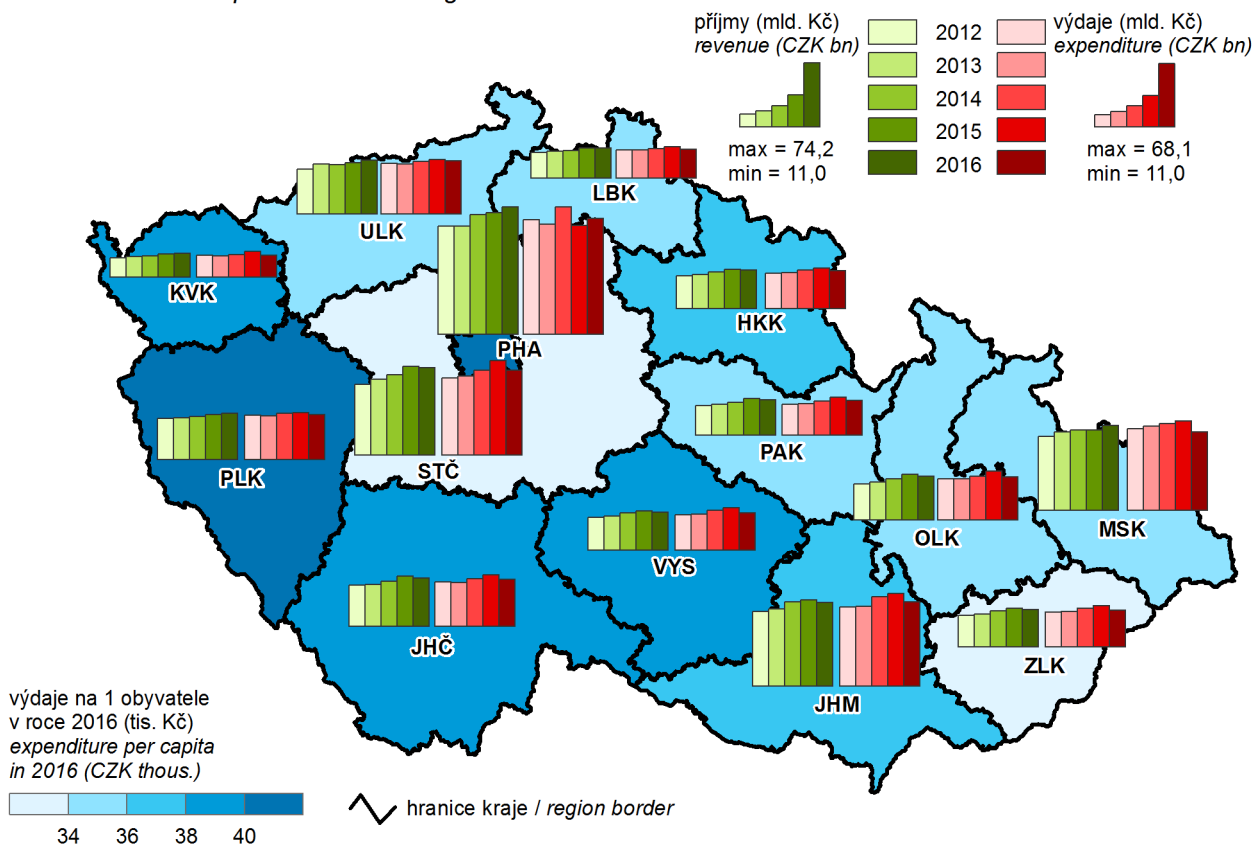 příjmy (mld. Kč)
revenue (CZK bn)
2012
2013
2014
2015
2016
výdaje (mld. Kč)
expenditure (CZK bn)
max = 74,2
min = 11,0
max = 68,1
min = 11,0
LBK
ULK
KVK
HKK
PHA
PAK
STČ
PLK
MSK
OLK
VYS
JHČ
ZLK
JHM
výdaje na 1 obyvatele
v roce 2016 (tis. Kč)
expenditure per capita
in 2016 (CZK thous.)
34 36 38 40
hranice kraje / region border